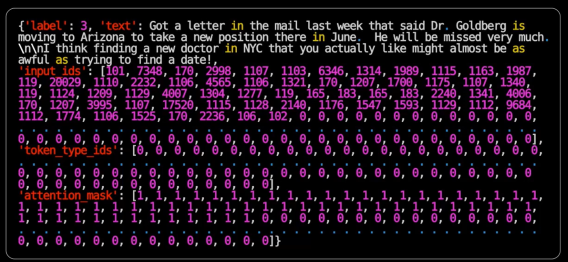 {'label': 3, 'text': Got a letter in the mail last week that said Dr. Goldberg is
moving to Arizona to take a new position there in June.  He will be missed very much.
\n\nI think finding a new doctor in NYC that you actually like might almost be as
awful as trying to find a date!,
'input_ids': [101, 7348, 170, 2998, 1107, 1103, 6346, 1314, 1989, 1115, 1163, 1987,
119, 20029, 1110, 2232, 1106, 4565, 1106, 1321, 170, 1207, 1700, 1175, 1107, 1340,
119, 1124, 1209, 1129, 4007, 1304, 1277, 119, 165, 183, 165, 183, 2240, 1341, 4006,
170, 1207, 3995, 1107, 17520, 1115, 1128, 2140, 1176, 1547, 1593, 1129, 1112, 9684,
1112, 1774, 1106, 1525, 170, 2236, 106, 102, 0, 0, 0, 0, 0, 0, 0, 0, 0, 0, 0, 0,
. . . . . . . . . . . . . . . . . . . . . . . . . . . .
0, 0, 0, 0, 0, 0, 0, 0, 0, 0, 0, 0, 0, 0, 0, 0, 0, 0, 0, 0, 0, 0, 0, 0, 0, 0, 0, 0],
'token_type_ids': [0, 0, 0, 0, 0, 0, 0, 0, 0, 0, 0, 0, 0, 0, 0, 0, 0, 0, 0, 0, 0, 0,
. . . . . . . . . . . . . . . . . . . . . . . . . . . .
0, 0, 0, 0, 0, 0, 0, 0, 0, 0, 0, 0, 0, 0, 0, 0, 0, 0, 0, 0, 0, 0, 0, 0, 0, 0, 0, 0
0, 0, 0, 0, 0, 0, 0, 0, 0, 0, 0, 0, 0, 0],
'attention_mask': [1, 1, 1, 1, 1, 1, 1, 1, 1, 1, 1, 1, 1, 1, 1, 1, 1, 1, 1, 1, 1, 1,
1, 1, 1, 1, 1, 1, 1, 1, 1, 1, 1, 1, 1, 1, 1, 1, 1, 1, 1, 1, 1, 1, 1, 1, 1, 1, 1, 1,
1, 1, 1, 1, 1, 1, 1, 1, 1, 1, 1, 1, 1, 0, 0, 0, 0, 0, 0, 0, 0, 0, 0, 0, 0, 0, 0, 0,
. . . . . . . . . . . . . . . . . . . . . . . . . . . .
0, 0, 0, 0, 0, 0, 0, 0, 0, 0, 0, 0, 0, 0]}